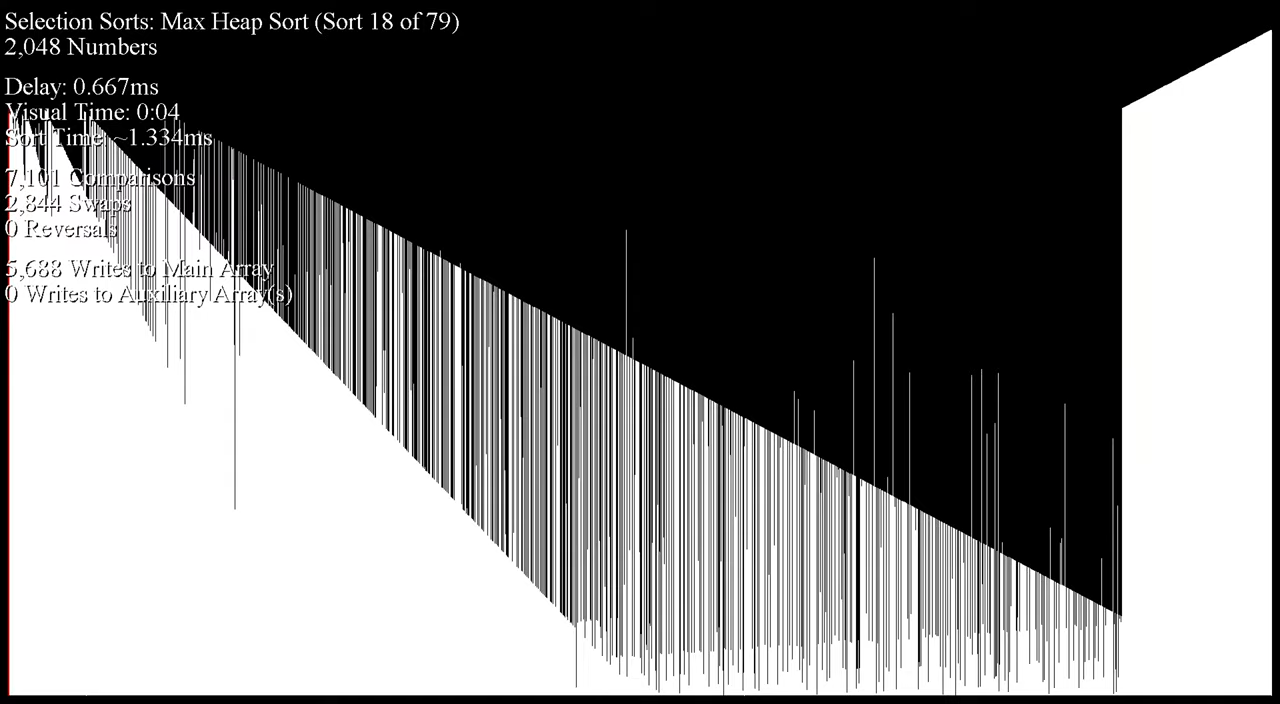 Selection Sorts: Max Heap Sort (Sort 18 of 79)
2,048 Numbers
Delay: 0.667ms
Visual Time: 0:04
Sort Time: ~1.334ms
7,101 Comparisons
2,844 Swaps
0 Reversals
5,688 Writes to Main Array
0 Writes to Auxiliary Array(s)